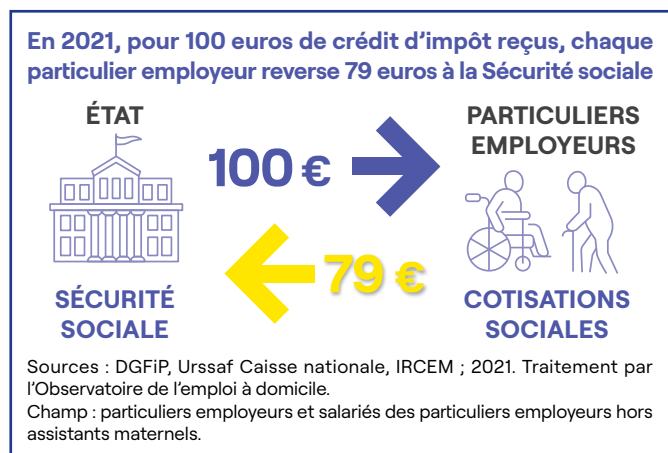 En 2021, pour 100 euros de crédit d’impôt reçus, chaque
particulier employeur reverse 79 euros à la Sécurité sociale
ÉTAT
PARTICULIERS
EMPLOYEURS
100 €
79 €
SÉCURITÉ
SOCIALE
COTISATIONS
SOCIALES
Sources : DGFiP, Urssaf Caisse nationale, IRCEM ; 2021. Traitement par
l’Observatoire de l’emploi à domicile.
Champ : particuliers employeurs et salariés des particuliers employeurs hors
assistants maternels.